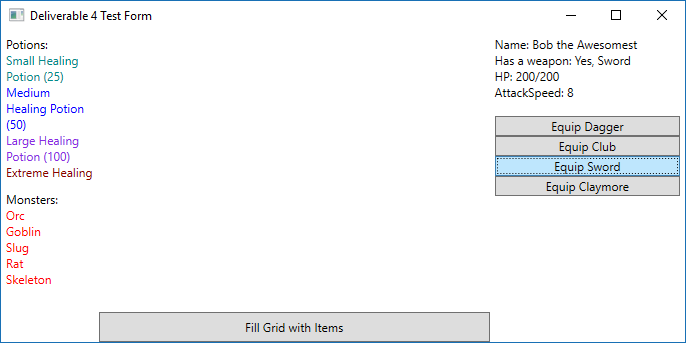 Deliverable 4 Test Form
Potions:
Small Healing
Potion (25)
Medium
Healing Potion
(50)
Large Healing
Potion (100)
Extreme Healing
Monsters:
Orc
Goblin
Slug
Rat
Skeleton
Name: Bob the Awesomest
Has a weapon: Yes, Sword
HP: 200/200
AttackSpeed: 8
Equip Dagger
Equip Club
Equip Sword
Equip Claymore
Fill Grid with Items